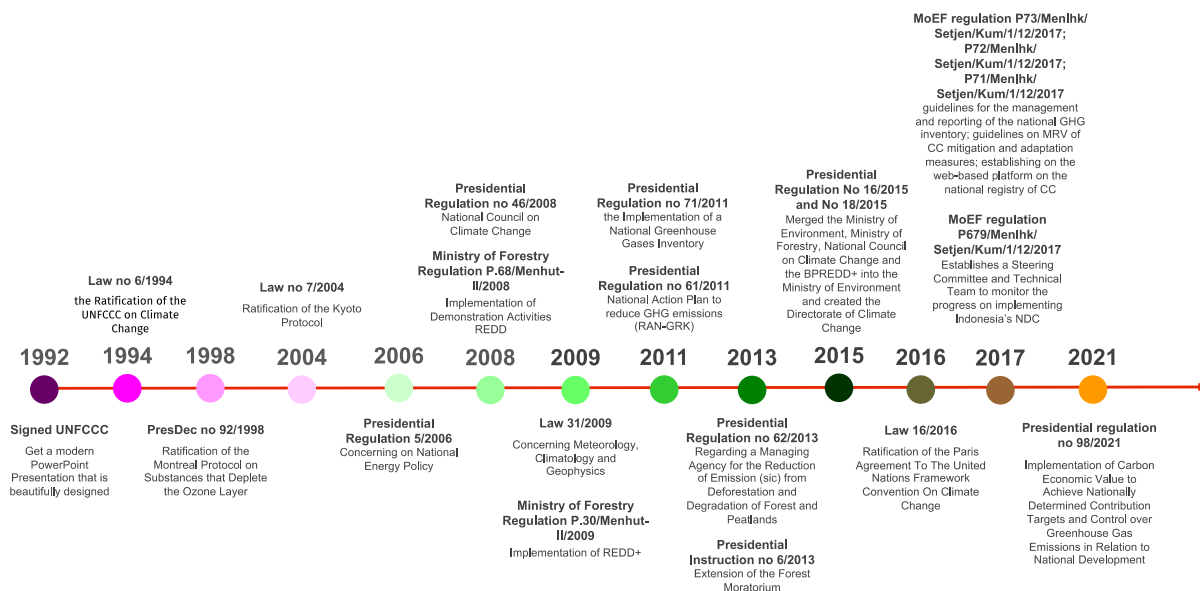 MoEF regulation P73/Menlhk/
Setjen/Kum/1/12/2017;
P72/Menlhk/
Setjen/Kum/1/12/2017;
P71/Menlhk/
Setjen/Kum/1/12/2017
guidelines for the management
and reporting of the national GHG
inventory; guidelines on MRV of
CC mitigation and adaptation
measures; establishing on the
web-based platform on the
national registry of CC
Presidential
Regulation no 46/2008
National Council on
Climate Change
Presidential
Regulation no 71/2011
the Implementation of a
National Greenhouse
Gases Inventory
Presidential
Regulation No 16/2015
and No 18/2015
Merged the Ministry of
Environment, Ministry of
Forestry, National Council
on Climate Change and
the BPREDD+ into the
Ministry of Environment
and created the
Directorate of Climate
Change
MoEF regulation
P679/Menlhk/
Setjen/Kum/1/12/2017
Establishes a Steering
Committee and Technical
Team to monitor the
progress on implementing
Indonesia's NDC
Law no 6/1994
the Ratification of the
UNFCCC on Climate
Change
Law no 7/2004
Ratification of the Kyoto
Protocol
Ministry of Forestry
Regulation P.68/Menhut-
II/2008
Implementation of
Demonstration Activities
REDD
Presidential
Regulation no 61/2011
National Action Plan to
reduce GHG emissions
(RAN-GRK)
1992 1994 1998 2004 2006 2008 2009 2011 2013 2015 2016 2017 2021
Signed UNFCCC
Get a modern
PowerPoint
Presentation that is
beautifully designed
PresDec no 92/1998
Ratification of the
Montreal Protocol on
Substances that Deplete
the Ozone Layer
Presidential
Regulation 5/2006
Concerning on National
Energy Policy
Law 31/2009
Concerning Meteorology,
Climatology and
Geophysics
Ministry of Forestry
Regulation P.30/Menhut-
II/2009
Implementation of REDD+
Presidential
Regulation no 62/2013
Regarding a Managing
Agency for the Reduction
of Emission (sic) from
Deforestation and
Degradation of Forest and
Peatlands
Presidential
Instruction no 6/2013
Extension of the Forest
Moratorium
Law 16/2016
Ratification of the Paris
Agreement To The United
Nations Framework
Convention On Climate
Change
Presidential regulation
no 98/2021
Implementation of Carbon
Economic Value to
Achieve Nationally
Determined Contribution
Targets and Control over
Greenhouse Gas
Emissions in Relation to
National Development